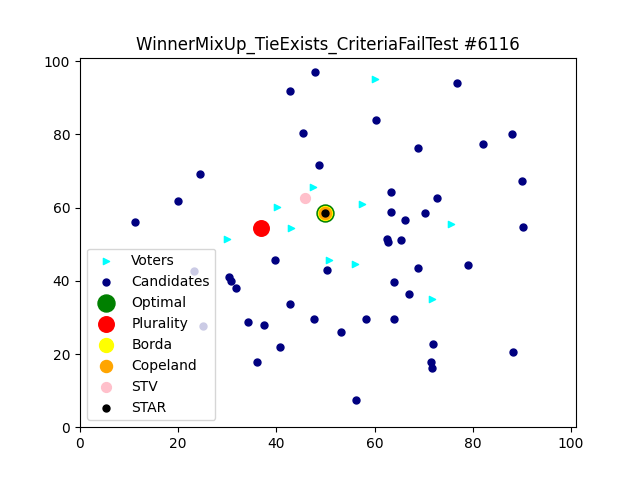 WinnerMixUp_TieExists_CriteriaFailTest #6116
100
80
60
40
20
0
Voters
Candidates
Optimal
Plurality
Borda
Copeland
STV
STAR
0 20 40 60 80 100